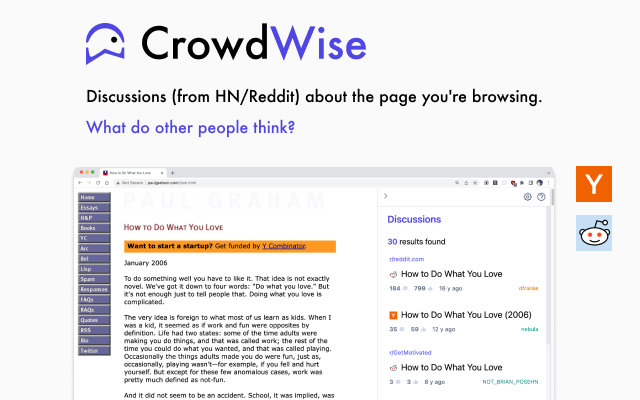 CrowdWise
Discussions (from HN/Reddit) about the page you're browsing.
What do other people think?
How to Do What You Love
Not Secure
paulgraham.com/love.html
PAUL GRAHAM
Home
Essays
H&P
Books
YC
Arc
Bel
Lisp
Spam
Responses
FAQs
RAQs
Quotes
RSS
Bio
Twitter
How to Do What You Love
Want to start a startup? Get funded by Y Combinator.
January 2006
To do something well you have to like it. That idea is not exactly
novel. We've got it down to four words: "Do what you love." But
it's not enough just to tell people that. Doing what you love is
complicated.
The very idea is foreign to what most of us learn as kids. When I
was a kid, it seemed as if work and fun were opposites by
definition. Life had two states: some of the time adults were
making you do things, and that was called work; the rest of the
time you could do what you wanted, and that was called playing.
Occasionally the things adults made you do were fun, just as,
occasionally, playing wasn't—for example, if you fell and hurt
yourself. But except for these few anomalous cases, work was
pretty much defined as not-fun.
And it did not seem to be an accident. School, it was implied, was
Discussions
30 results found
r/reddit.com
How to Do What You Love
184 799 16 y ago dfranke
Y How to Do What You Love (2006)
35 59 12 y ago nebula
r/GetMotivated
How to Do What You Love
3 3 8 y ago NOT_BRIAN_POSEHN
Y